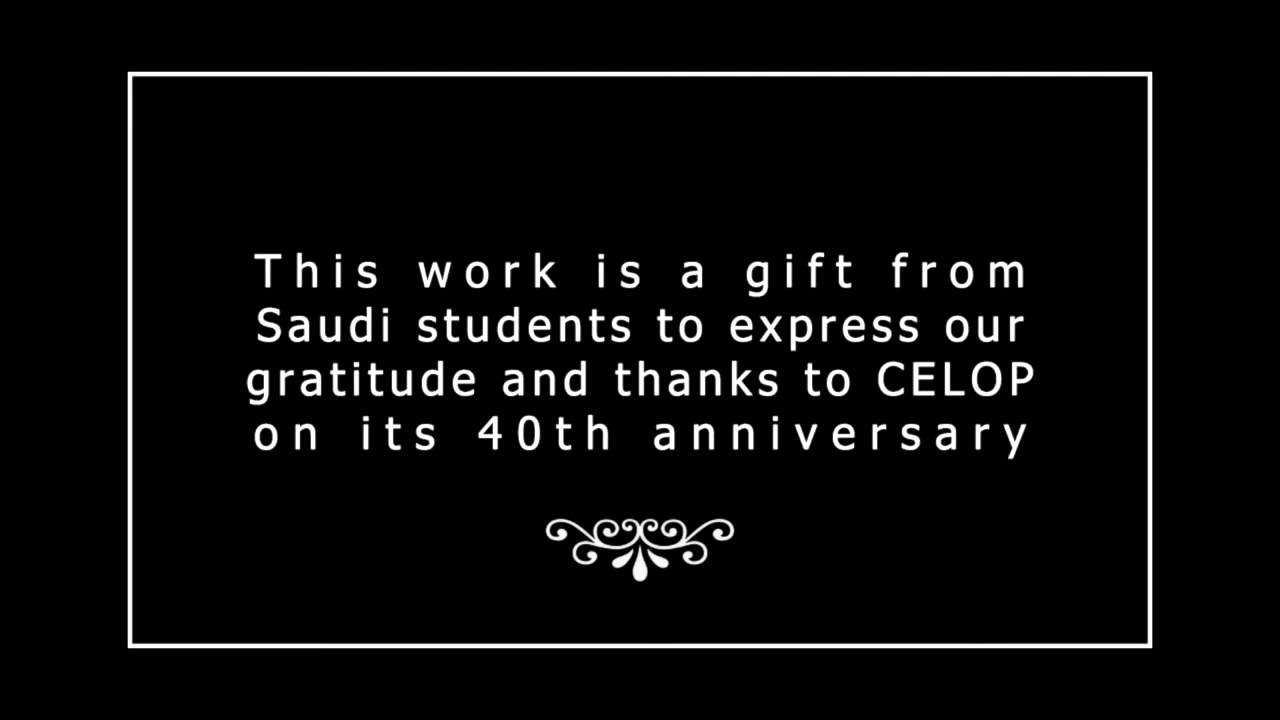 This work is a gift from
Saudi students to express our
gratitude and thanks to CELOP
on its 40th anniversary